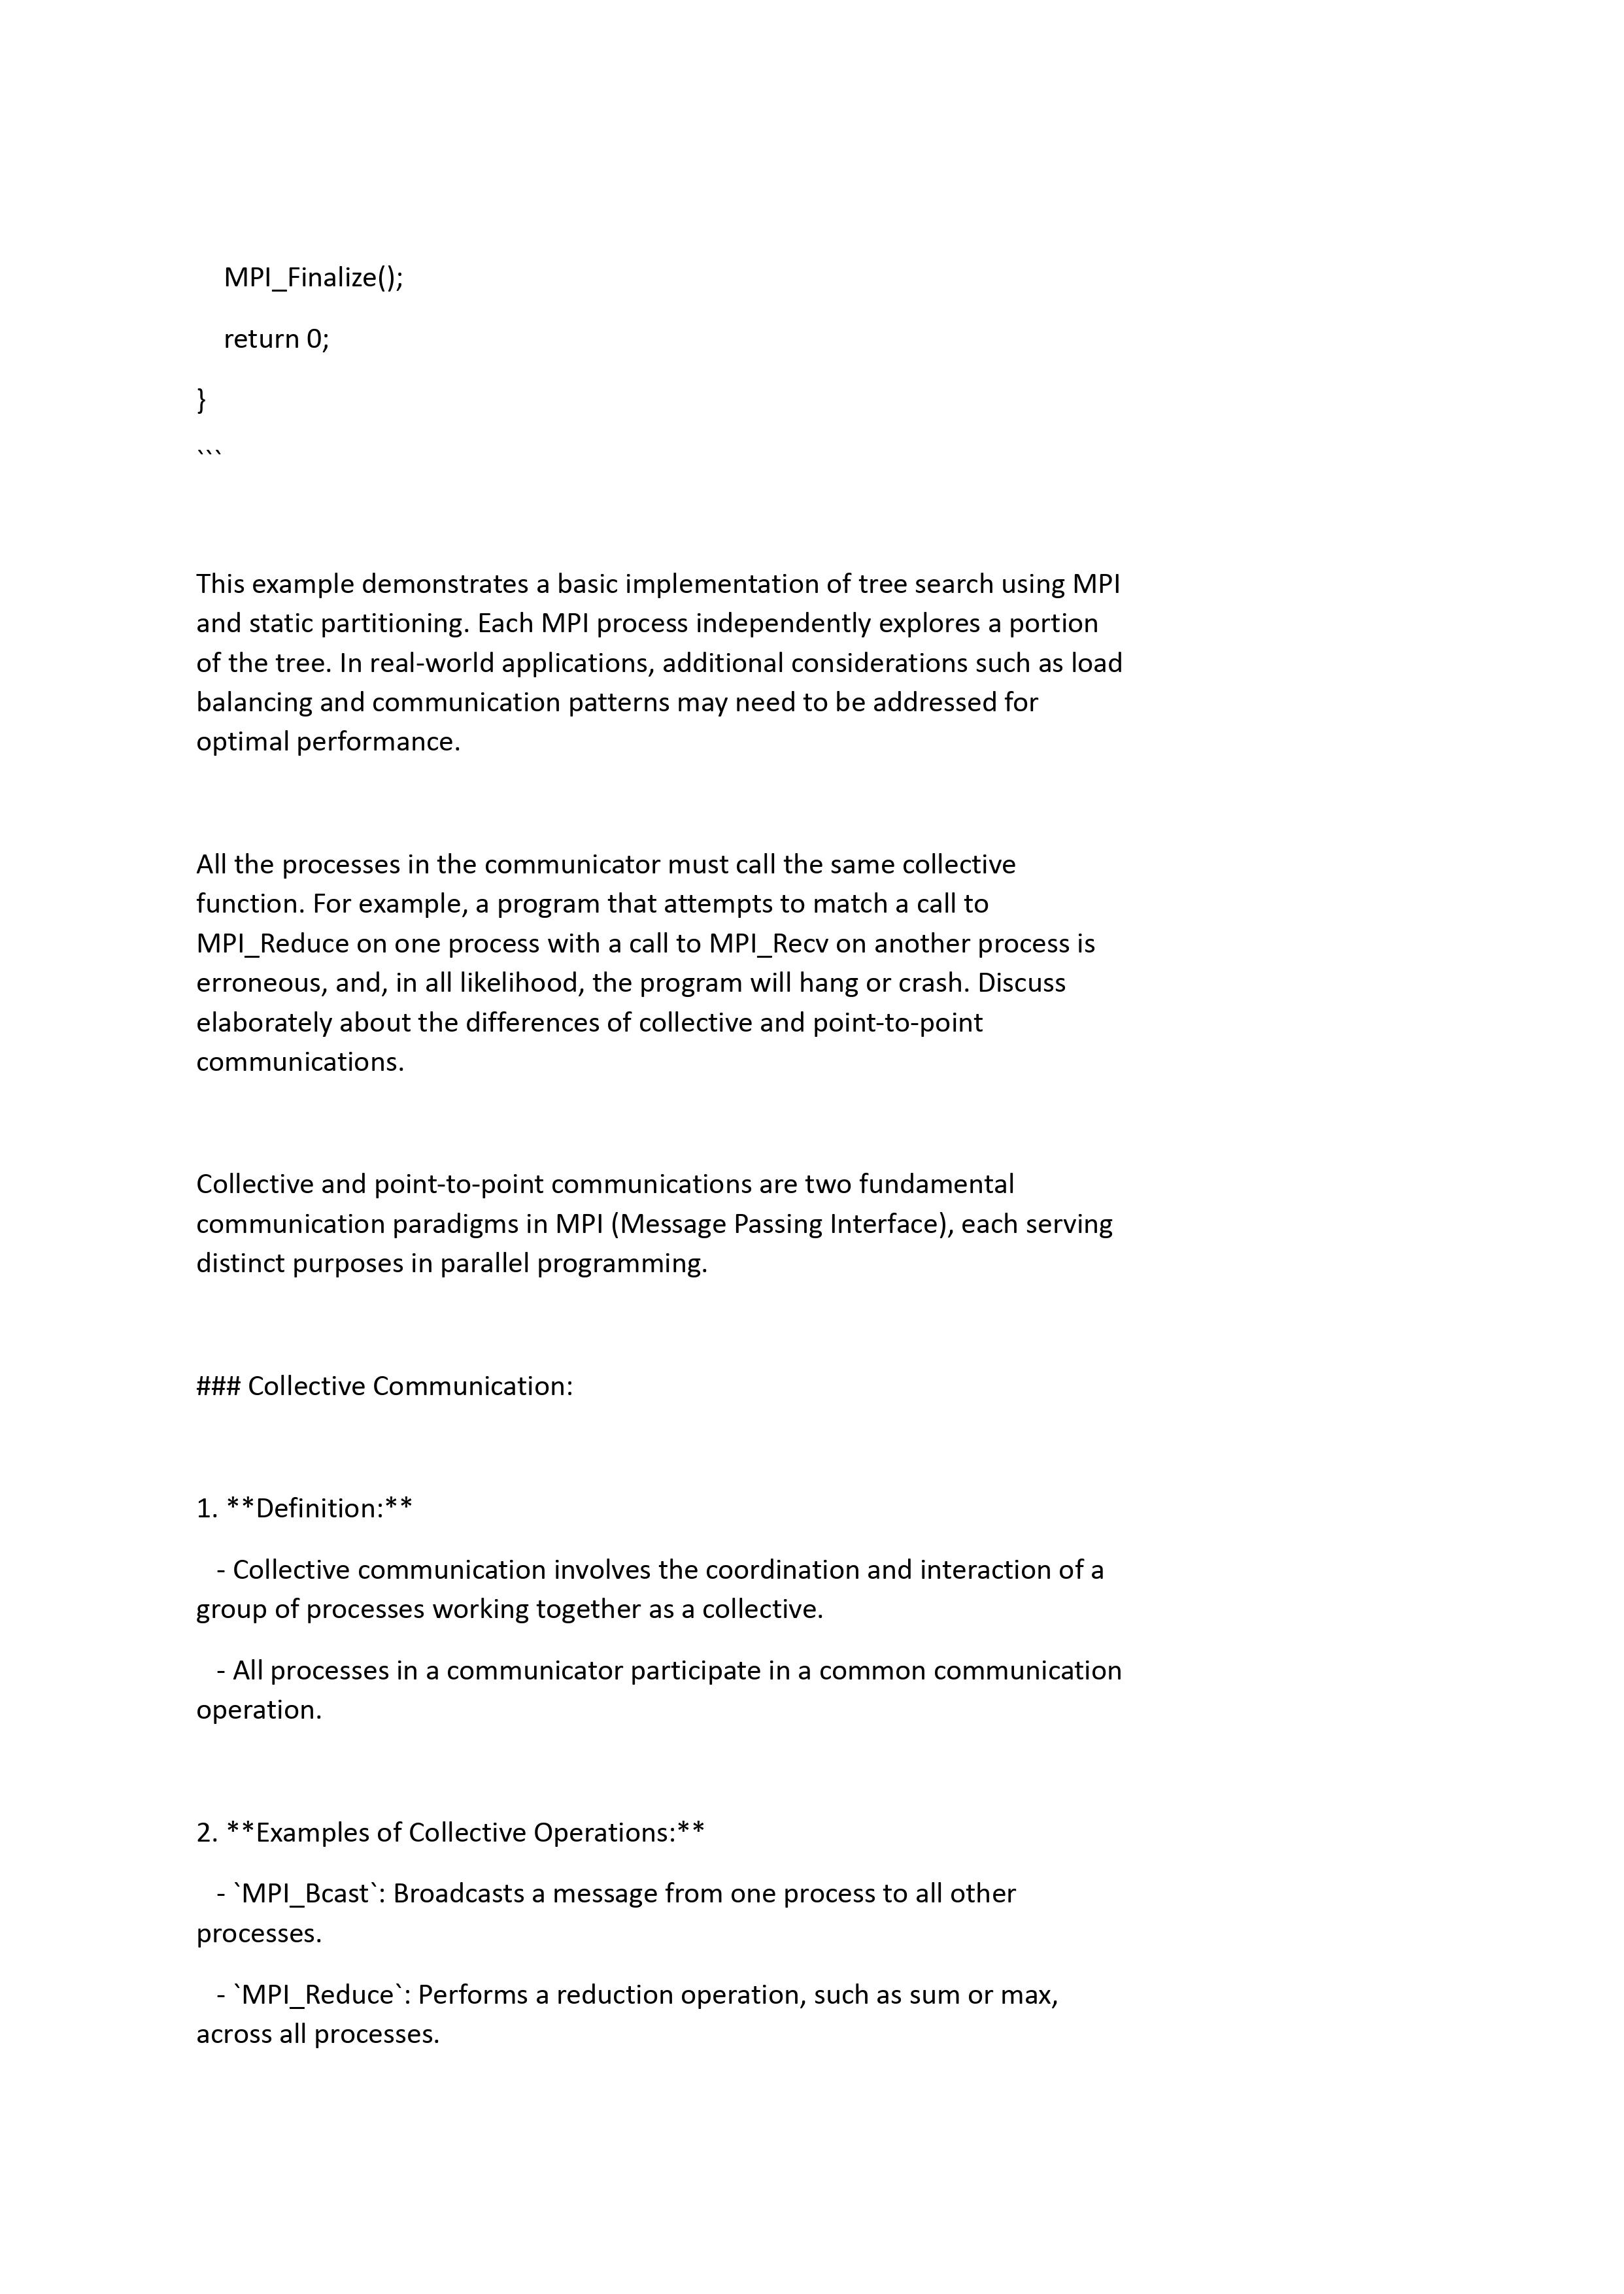 MPI_Finalize();
return 0;
}
```
This example demonstrates a basic implementation of tree search using MPI
and static partitioning. Each MPI process independently explores a portion
of the tree. In real-world applications, additional considerations such as load
balancing and communication patterns may need to be addressed for
optimal performance.
All the processes in the communicator must call the same collective
function. For example, a program that attempts to match a call to
MPI_Reduce on one process with a call to MPI_Recv on another process is
erroneous, and, in all likelihood, the program will hang or crash. Discuss
elaborately about the differences of collective and point-to-point
communications.
Collective and point-to-point communications are two fundamental
communication paradigms in MPI (Message Passing Interface), each serving
distinct purposes in parallel programming.
### Collective Communication:
1. **Definition:**
- Collective communication involves the coordination and interaction of a
group of processes working together as a collective.
- All processes in a communicator participate in a common communication
operation.
2. **Examples of Collective Operations:**
- `MPI_Bcast`: Broadcasts a message from one process to all other
processes.
- `MPI_Reduce`: Performs a reduction operation, such as sum or max,
across all processes.